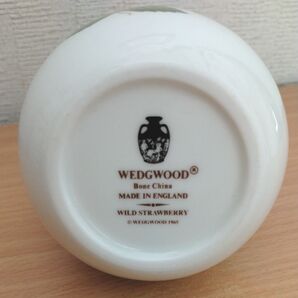 WEDGWOOD®
Bone China
MADE IN ENGLAND
WILD STRAWBERRY
© WEDGWOOD 1965